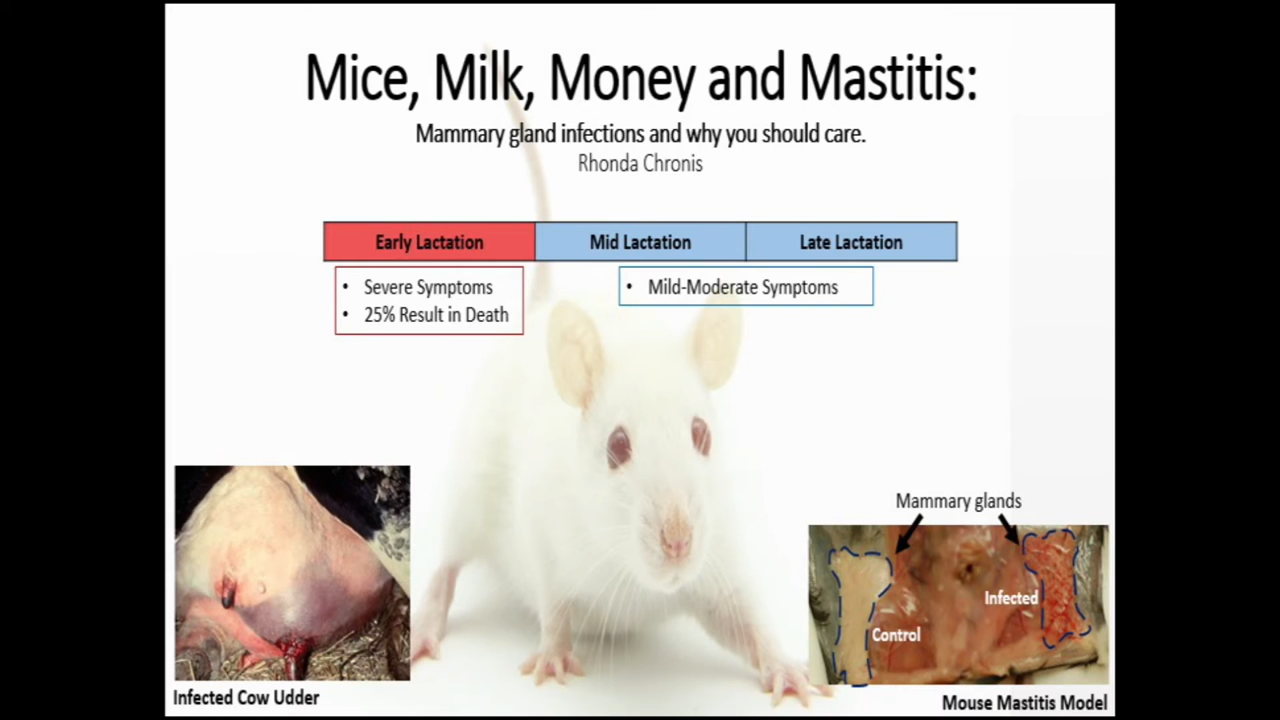 Mice, Milk, Money and Mastitis:
Mammary gland infections and why you should care.
Rhonda Chronis
Early Lactation
Mid Lactation
Late Lactation
• Severe Symptoms
• 25% Result in Death
• Mild-Moderate Symptoms
Mammary glands
Infected
Control
Infected Cow Udder
Mouse Mastitis Model